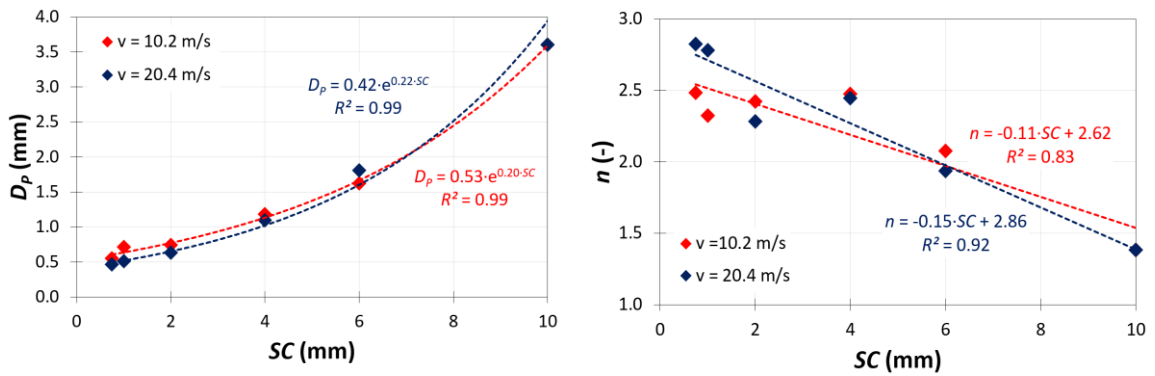 4.0
3.5
3.0
2.5
2.0
1.5
1.0
0.5
0.0
D_P (mm)
v = 10.2 m/s
v = 20.4 m/s
D_P = 0.42·e^0.22·SC
R² = 0.99
D_P = 0.53·e^0.20·SC
R² = 0.99
0 2 4 6 8 10
SC (mm)
3.0
2.5
2.0
1.5
1.0
n (-)
n = -0.11·SC + 2.62
R² = 0.83
n = -0.15·SC + 2.86
R² = 0.92
v =10.2 m/s
v = 20.4 m/s
0 2 4 6 8 10
SC (mm)